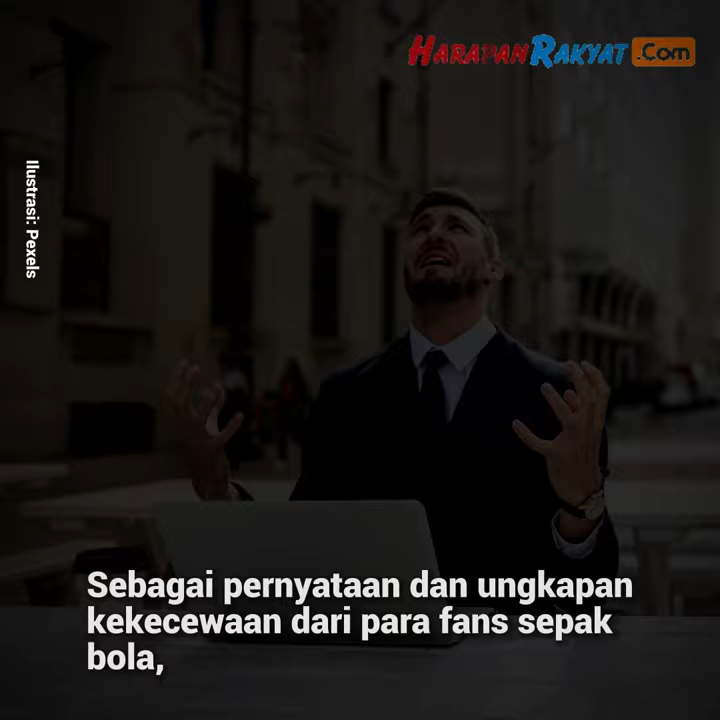 HARAPANRAKYAT.Com
Ilustrasi: Pexels
Sebagai pernyataan dan ungkapan
kekecewaan dari para fans sepak
bola,